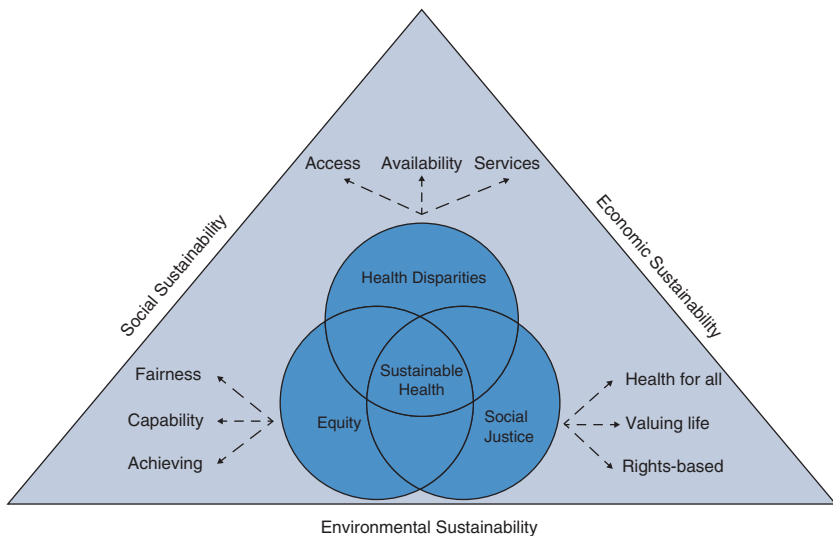 Access Availability Services
Social Sustainability
Economic Sustainability
Health Disparities
Sustainable
Health
Equity
Social
Justice
Fairness
Capability
Achieving
Health for all
Valuing life
Rights-based
Environmental Sustainability